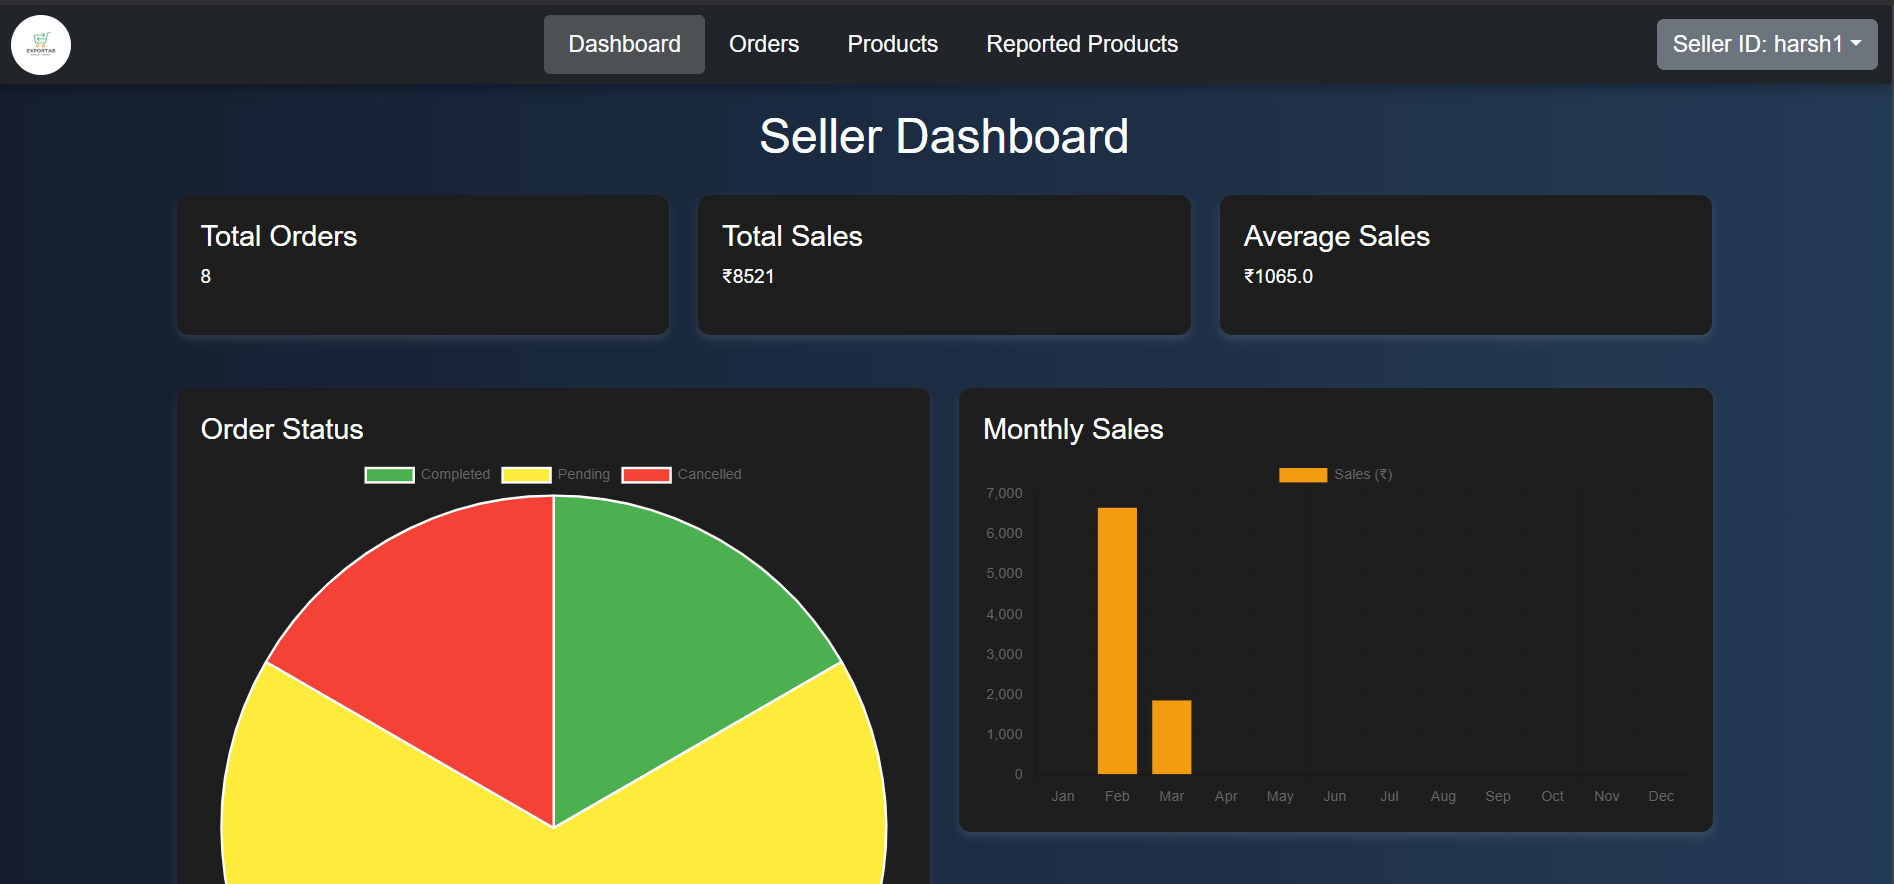 EXPORTAS
Dashboard
Orders
Products
Reported Products
Seller ID: harsh1
Seller Dashboard
Total Orders
8
Total Sales
₹8521
Average Sales
₹1065.0
Order Status
Completed
Pending
Cancelled
Monthly Sales
Sales (₹)
7,000
6,000
5,000
4,000
3,000
2,000
1,000
0
Jan Feb Mar Apr May Jun Jul Aug Sep Oct Nov Dec